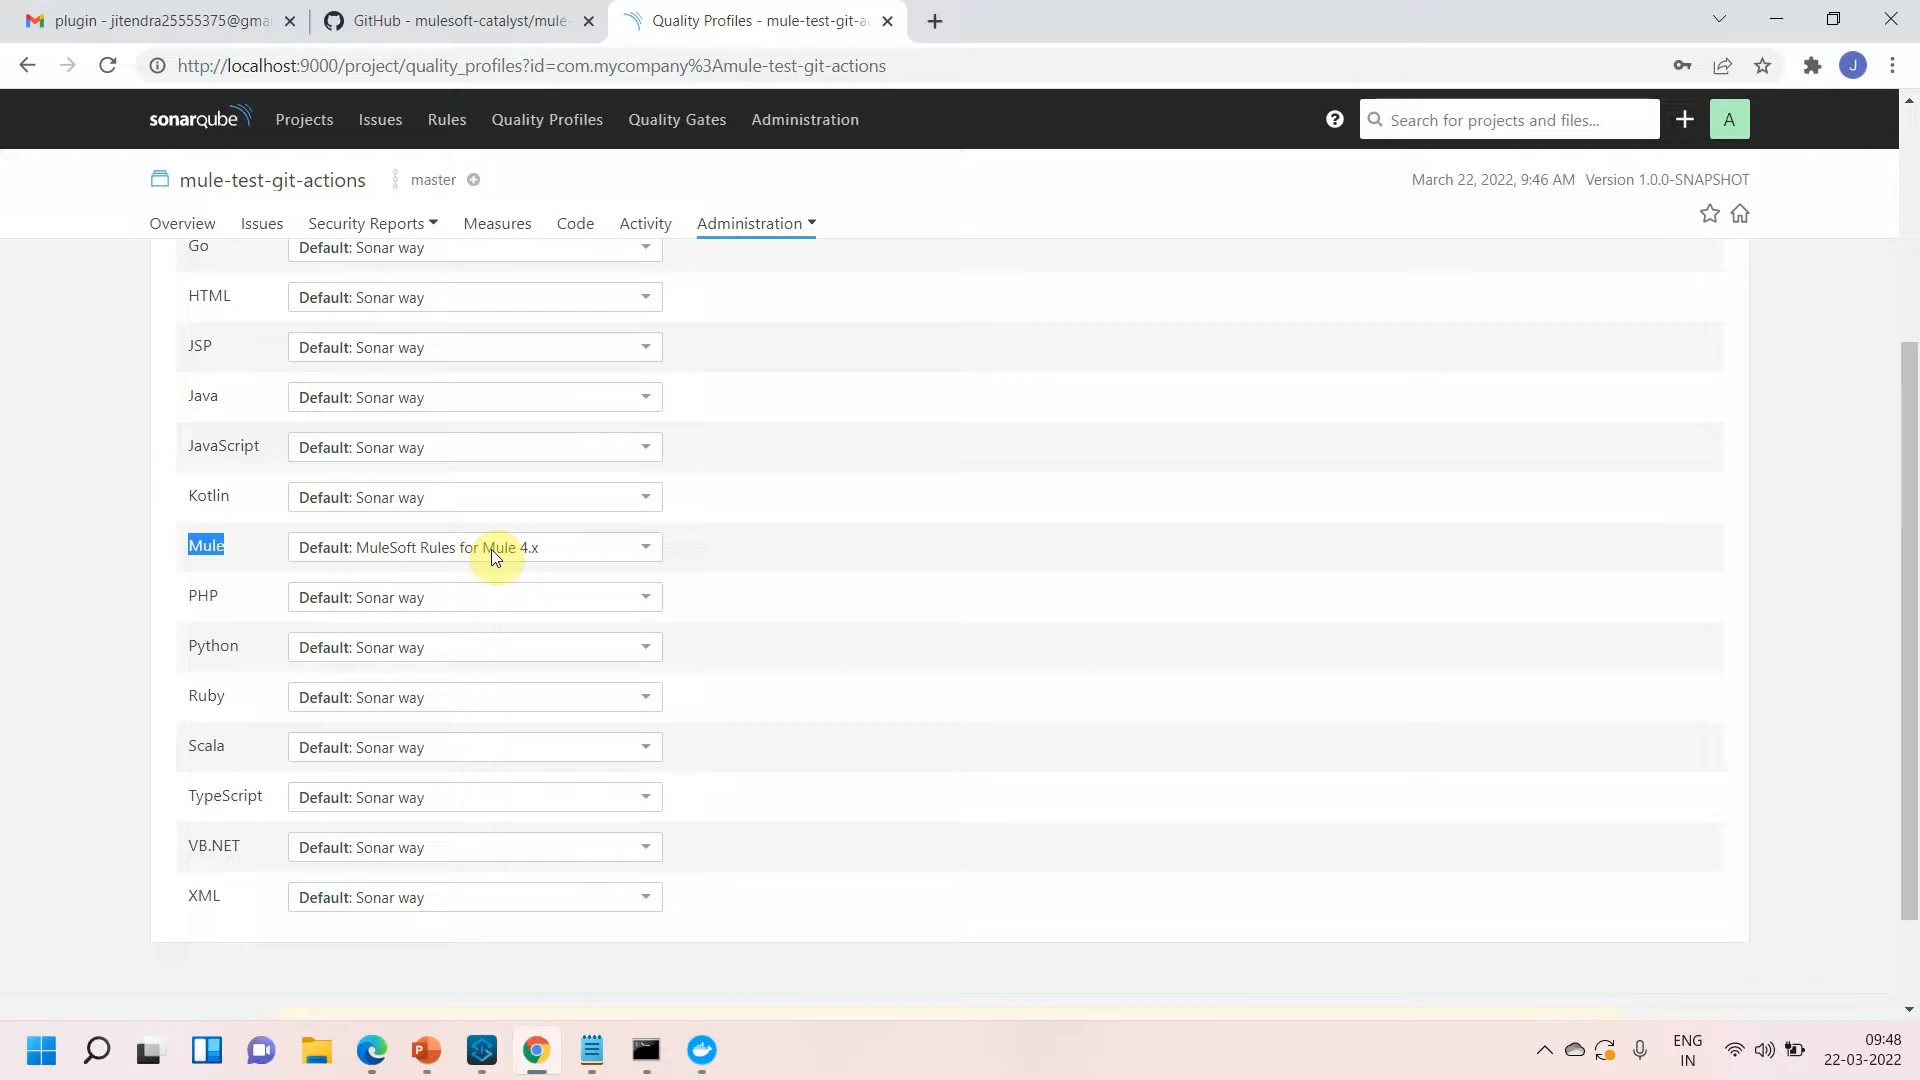 plugin - jitendra25555375@gma
GitHub - mulesoft-catalyst/mule-
Quality Profiles - mule-test-git-a
http://localhost:9000/project/quality_profiles?id=com.mycompany%3Amule-test-git-actions
J
sonarqube
Projects
Issues
Rules
Quality Profiles
Quality Gates
Administration
?
Search for projects and files...
A
mule-test-git-actions
master
March 22, 2022, 9:46 AM Version 1.0.0-SNAPSHOT
Overview
Issues
Security Reports
Measures
Code
Activity
Administration
Go Default: Sonar way
HTML Default: Sonar way
JSP Default: Sonar way
Java Default: Sonar way
JavaScript Default: Sonar way
Kotlin Default: Sonar way
Mule Default: MuleSoft Rules for Mule 4.x
PHP Default: Sonar way
Python Default: Sonar way
Ruby Default: Sonar way
Scala Default: Sonar way
TypeScript Default: Sonar way
VB.NET Default: Sonar way
XML Default: Sonar way
ENG
IN
09:48
22-03-2022